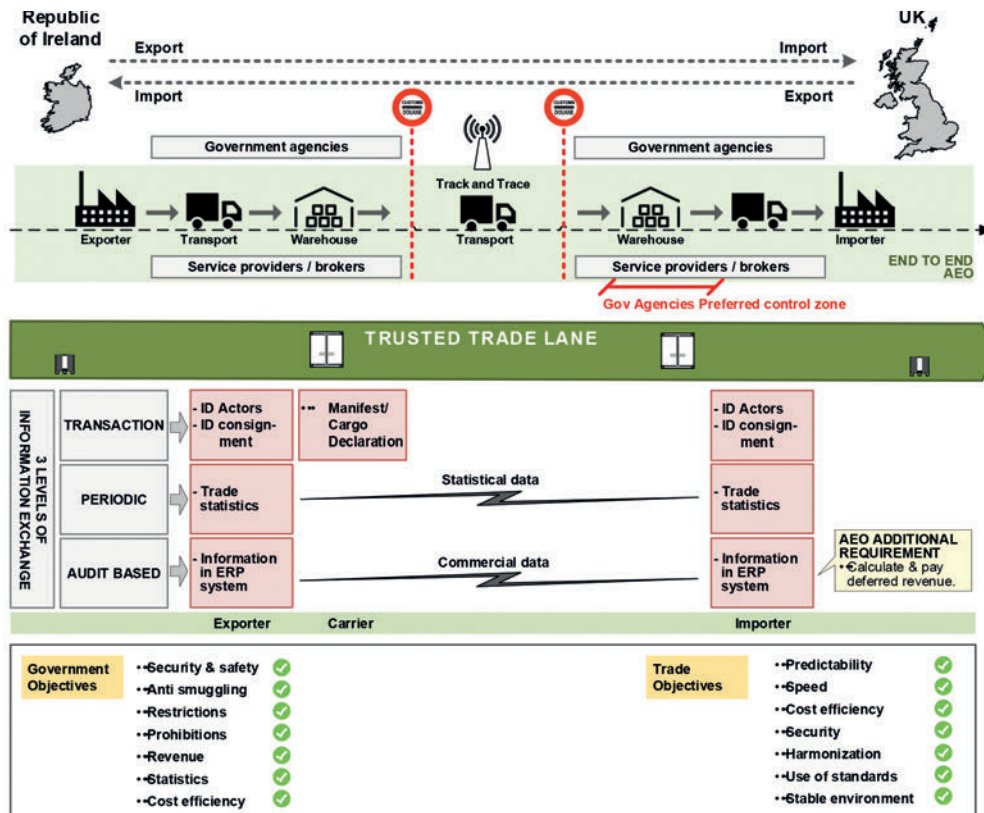 Republic
of Ireland
UK
Export
Import
Import
Export
CUSTOMS
DOUANE
CUSTOMS
DOUANE
Government agencies
Government agencies
Track and Trace
Exporter
Transport
Warehouse
Transport
Warehouse
Importer
Service providers / brokers
Service providers / brokers
END TO END
AEO
Gov Agencies Preferred control zone
TRUSTED TRADE LANE
3 LEVELS OF
INFORMATION EXCHANGE
TRANSACTION
- ID Actors
- ID consign-
ment
•• Manifest/
Cargo
Declaration
- ID Actors
- ID consign-
ment
PERIODIC
- Trade
statistics
Statistical data
- Trade
statistics
AUDIT BASED
- Information
in ERP
system
Commercial data
- Information
in ERP
system
AEO ADDITIONAL
REQUIREMENT
•• Calculate & pay
deferred revenue.
Exporter
Carrier
Importer
Government
Objectives
•• Security & safety
•• Anti smuggling
•• Restrictions
•• Prohibitions
•• Revenue
•• Statistics
•• Cost efficiency
Trade
Objectives
•• Predictability
•• Speed
•• Cost efficiency
•• Security
•• Harmonization
•• Use of standards
•• Stable environment